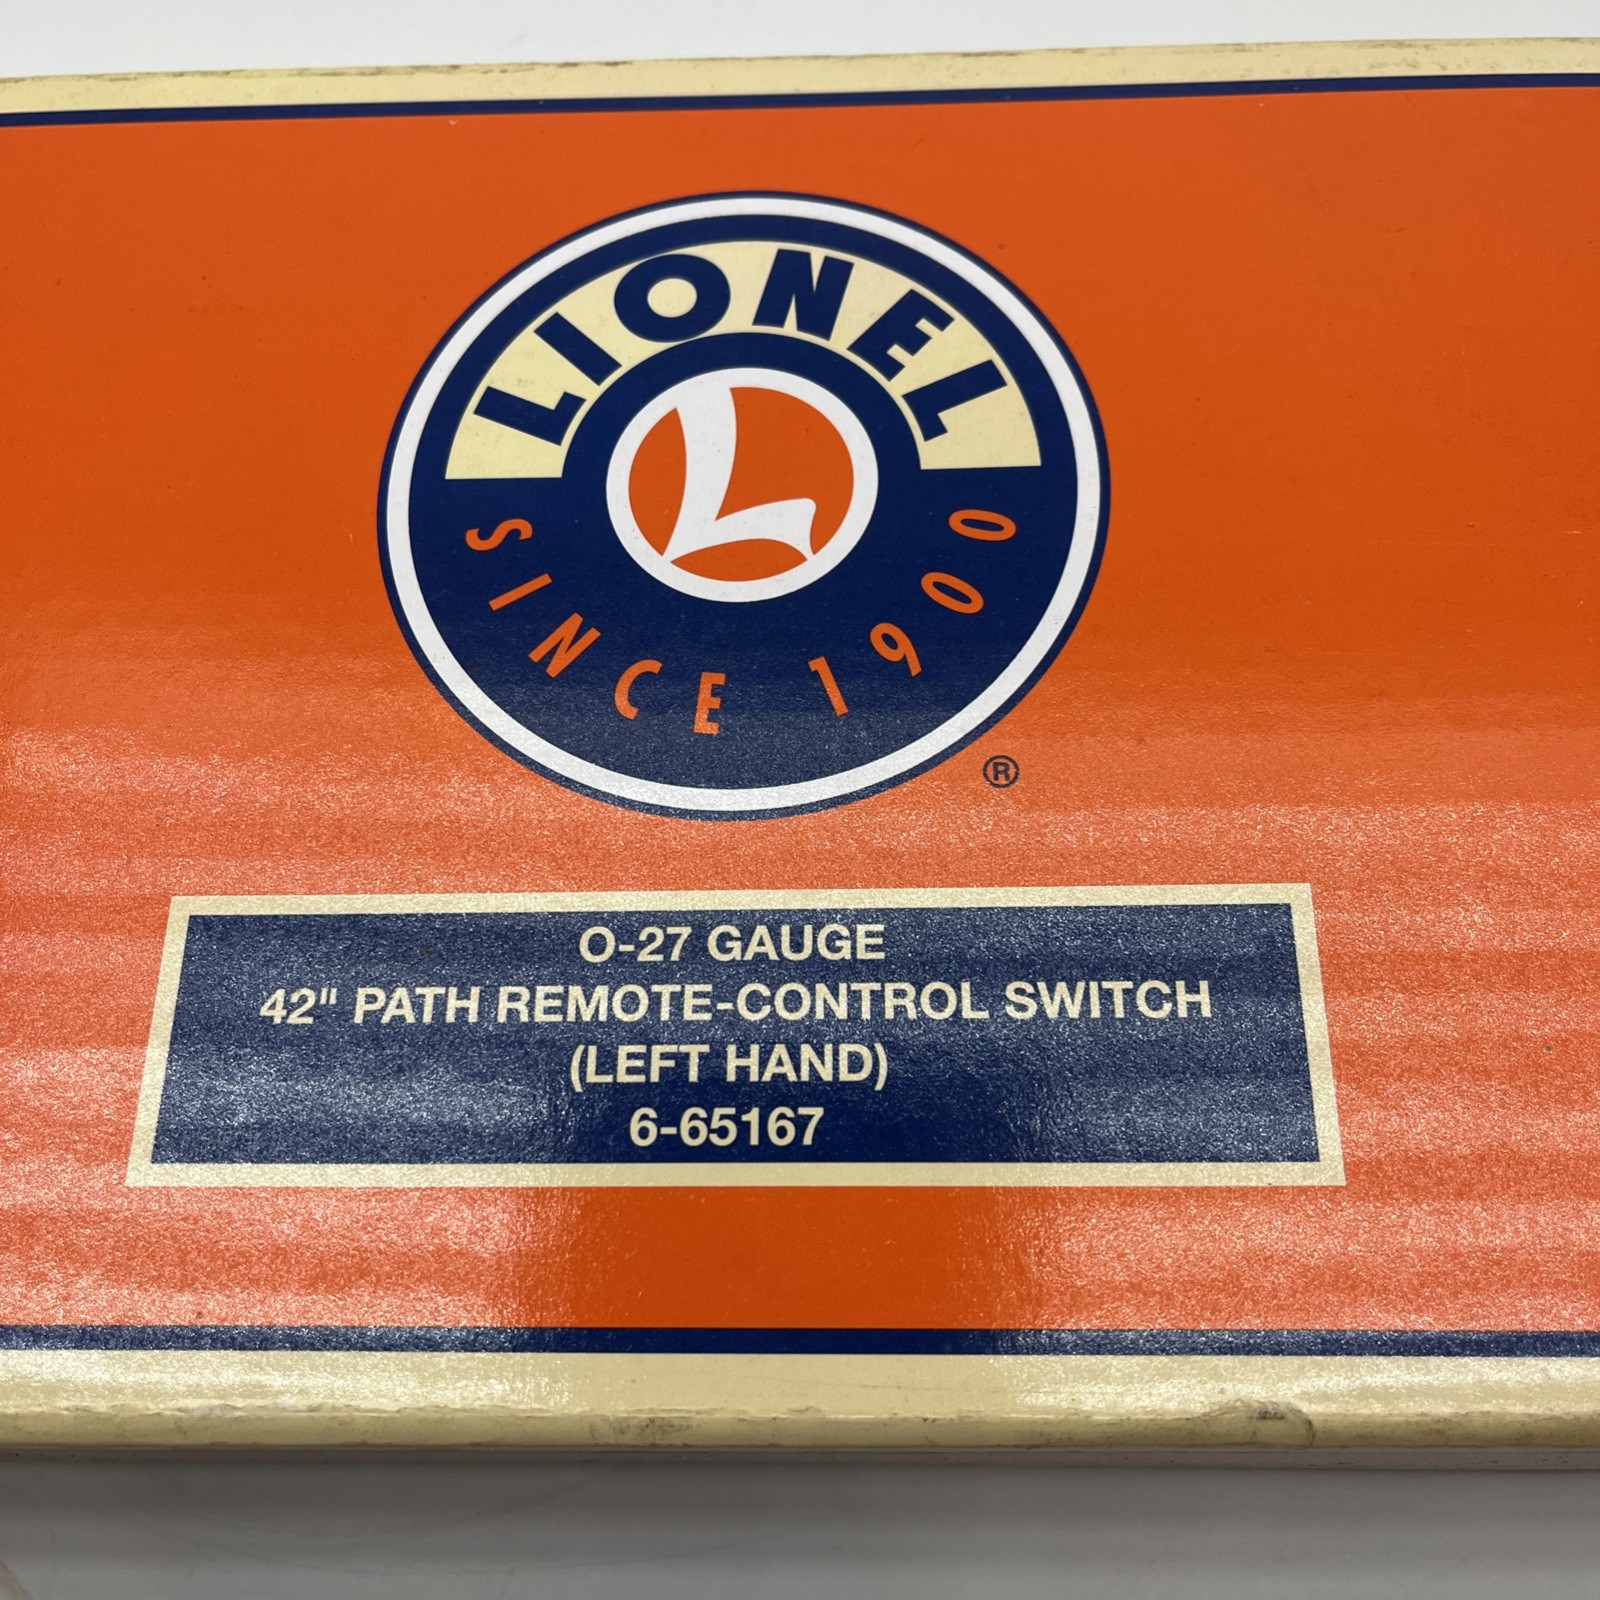 LIONEL
L
SINCE 1900
®
O-27 GAUGE
42" PATH REMOTE-CONTROL SWITCH
(LEFT HAND)
6-65167